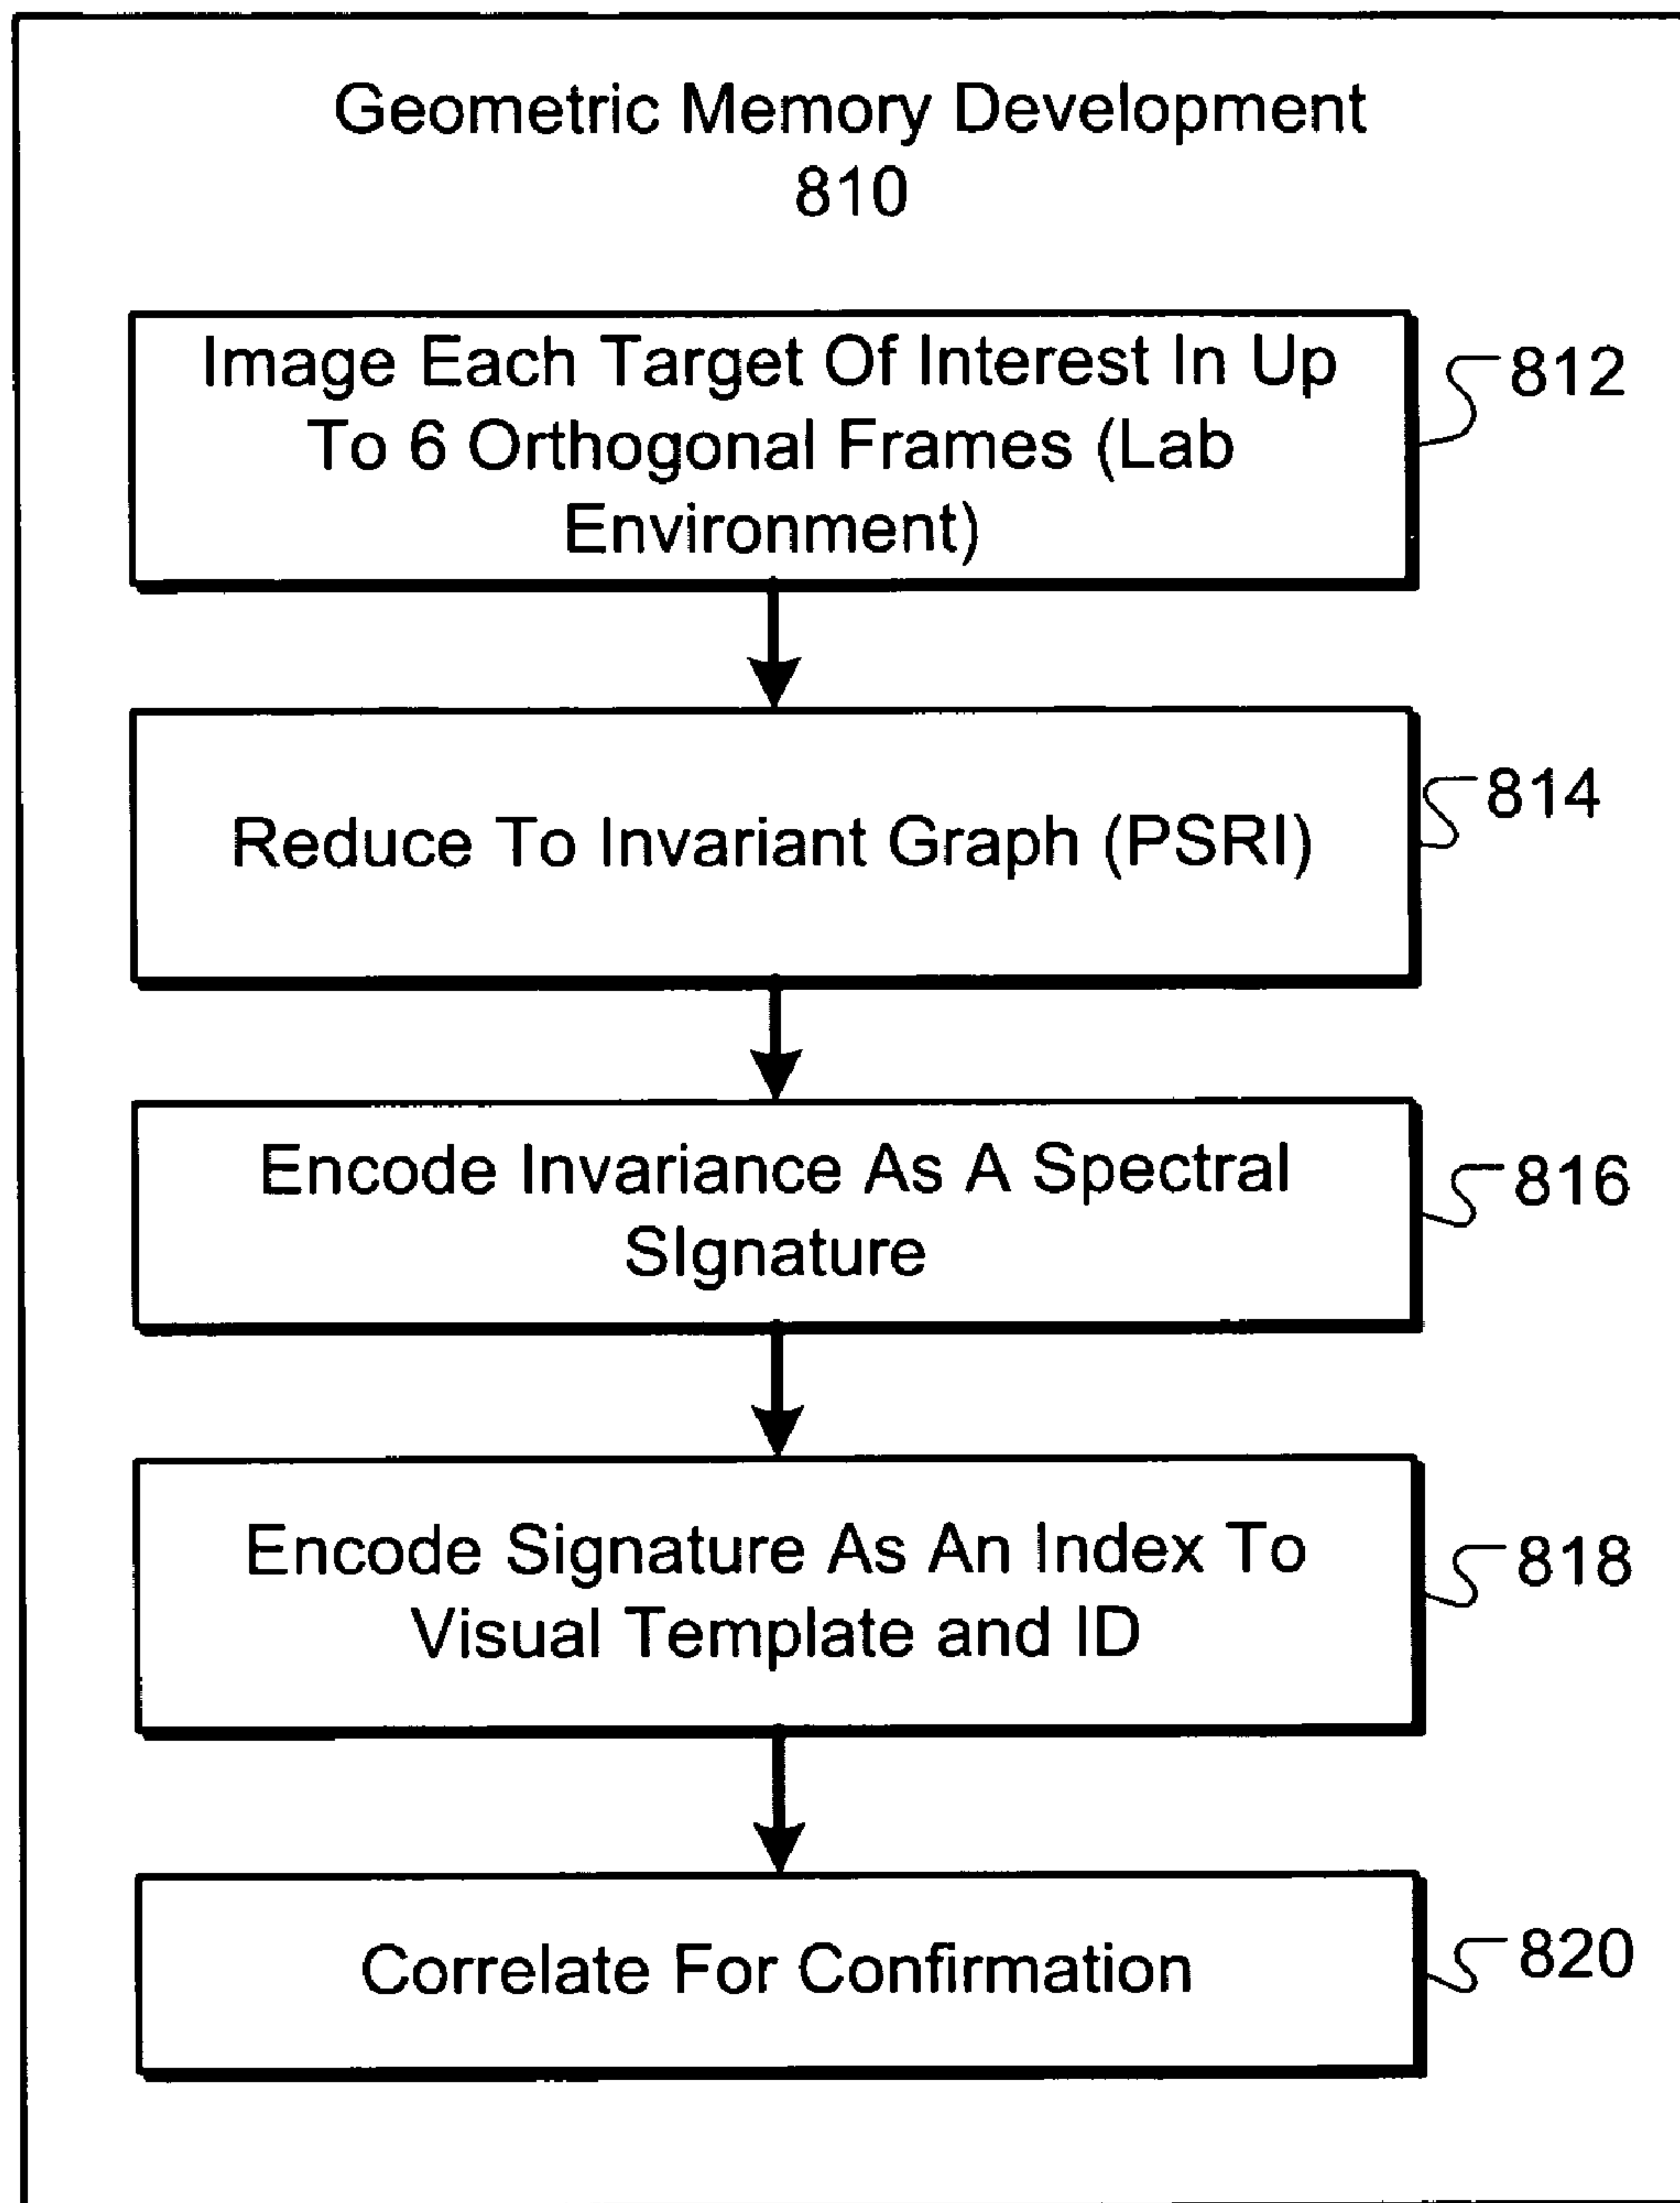 Geometric Memory Development
810
Image Each Target Of Interest In Up
To 6 Orthogonal Frames (Lab
Environment)
812
Reduce To Invariant Graph (PSRI)
814
Encode Invariance As A Spectral
SIgnature
816
Encode Signature As An Index To
Visual Template and ID
818
Correlate For Confirmation
820